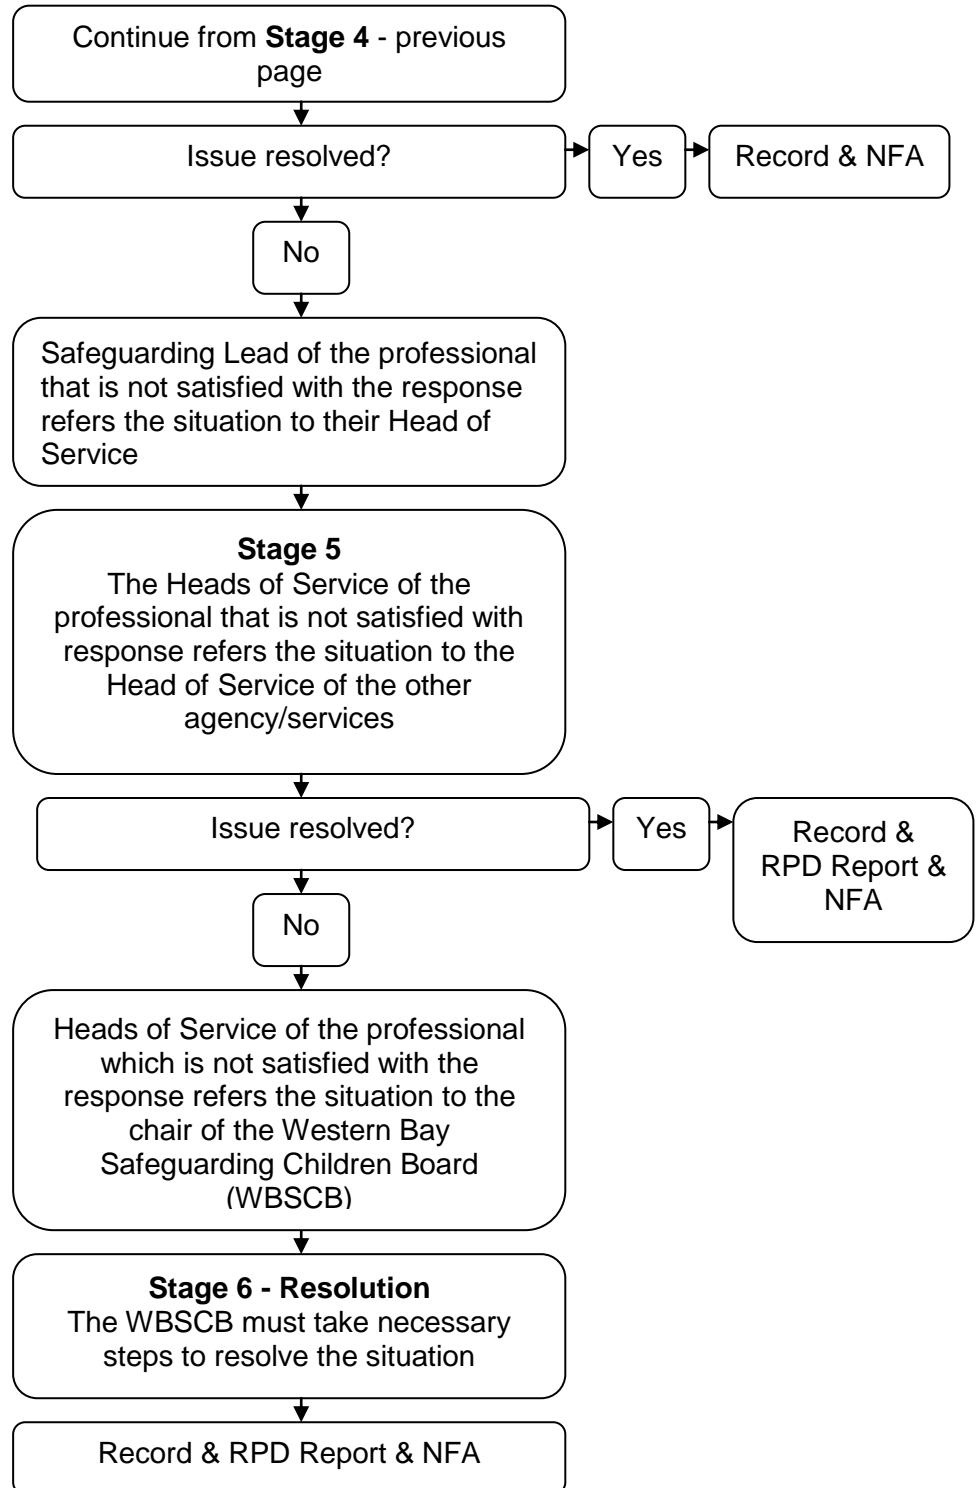 Continue from Stage 4 - previous
page
Issue resolved?
Yes
Record & NFA
No
Safeguarding Lead of the professional
that is not satisfied with the response
refers the situation to their Head of
Service
Stage 5
The Heads of Service of the
professional that is not satisfied with
response refers the situation to the
Head of Service of the other
agency/services
Issue resolved?
Yes
Record &
RPD Report &
NFA
No
Heads of Service of the professional
which is not satisfied with the
response refers the situation to the
chair of the Western Bay
Safeguarding Children Board
(WBSCB)
Stage 6 - Resolution
The WBSCB must take necessary
steps to resolve the situation
Record & RPD Report & NFA